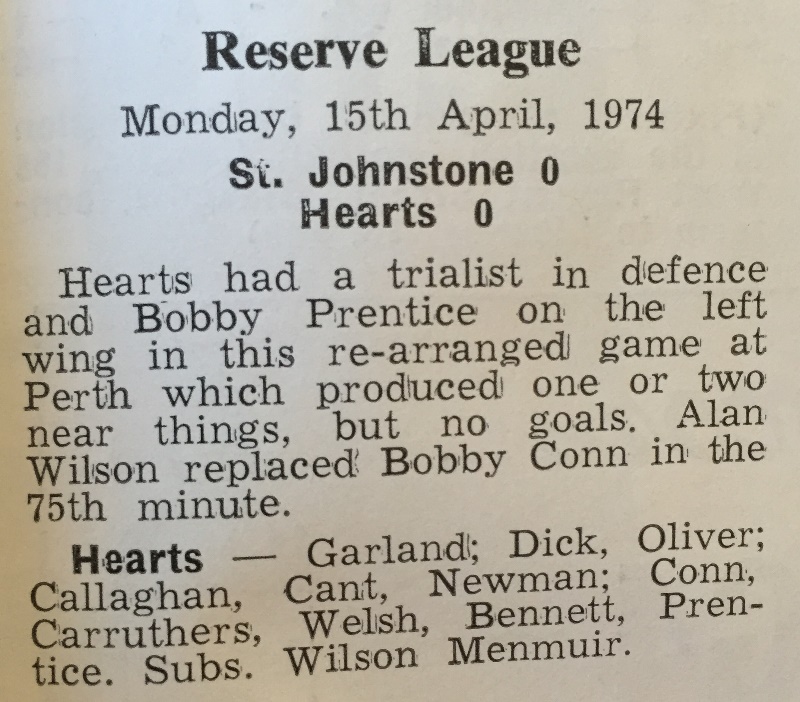 Reserve League
Monday, 15th April, 1974
St. Johnstone 0
Hearts 0
Hearts had a trialist in defence
and Bobby Prentice on the left
wing in this re-arranged game at
Perth which produced one or two
near things, but no goals. Alan
Wilson replaced Bobby Conn in the
75th minute.
Hearts — Garland; Dick, Oliver;
Callaghan, Cant, Newman; Conn,
Carruthers, Welsh, Bennett, Pren-
tice. Subs. Wilson Menmuir.